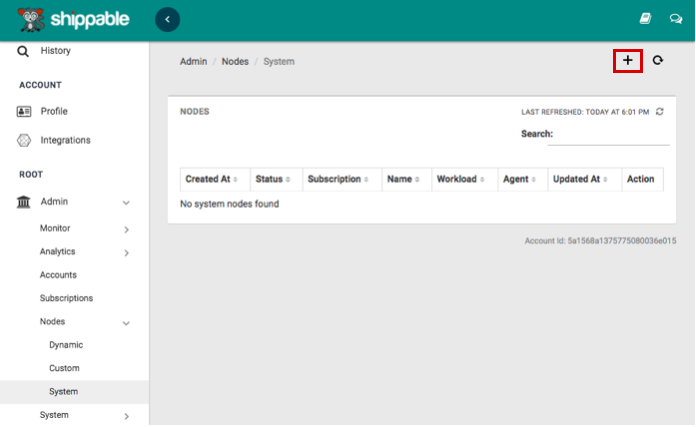 shippable
History
ACCOUNT
Profile
Integrations
ROOT
Admin
Monitor
Analytics
Accounts
Subscriptions
Nodes
Dynamic
Custom
System
System
Admin / Nodes / System
NODES
LAST REFRESHED: TODAY AT 6:01 PM
Search:
Created At Status Subscription Name Workload Agent Updated At Action
No system nodes found
Account Id: 5a1568a1375775080036e015